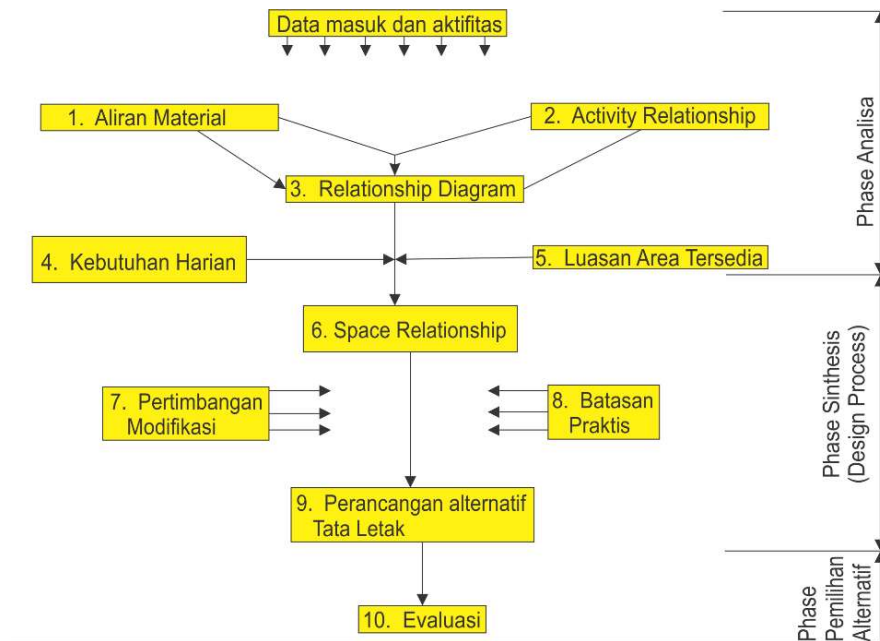 Data masuk dan aktifitas
1. Aliran Material
2. Activity Relationship
3. Relationship Diagram
4. Kebutuhan Harian
5. Luasan Area Tersedia
6. Space Relationship
7. Pertimbangan
Modifikasi
8. Batasan
Praktis
9. Perancangan alternatif
Tata Letak
10. Evaluasi
Phase Analisa
Phase Sinthesis
(Design Process)
Phase
Pemilihan
Alternatif